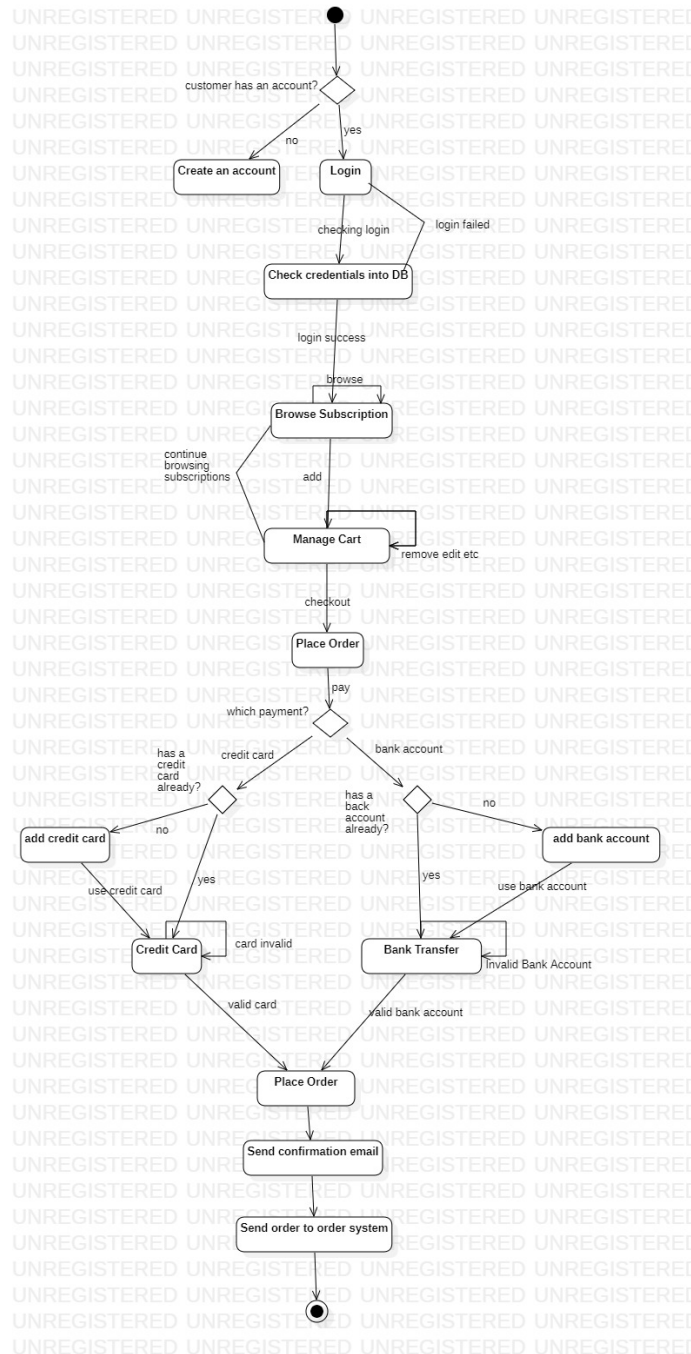 customer has an account?
no
yes
Create an account
Login
checking login
login failed
Check credentials into DB
login success
browse
Browse Subscription
continue
browsing
subscriptions
add
Manage Cart
remove edit etc
checkout
Place Order
pay
which payment?
credit card
bank account
has a
credit
card
already?
has a
back
account
already?
no
no
add credit card
add bank account
use credit card
yes
yes
use bank account
Credit Card
card invalid
Bank Transfer
Invalid Bank Account
valid card
valid bank account
Place Order
Send confirmation email
Send order to order system
UNREGISTERED UNREGISTERED UNREGISTERED UNREGISTERED